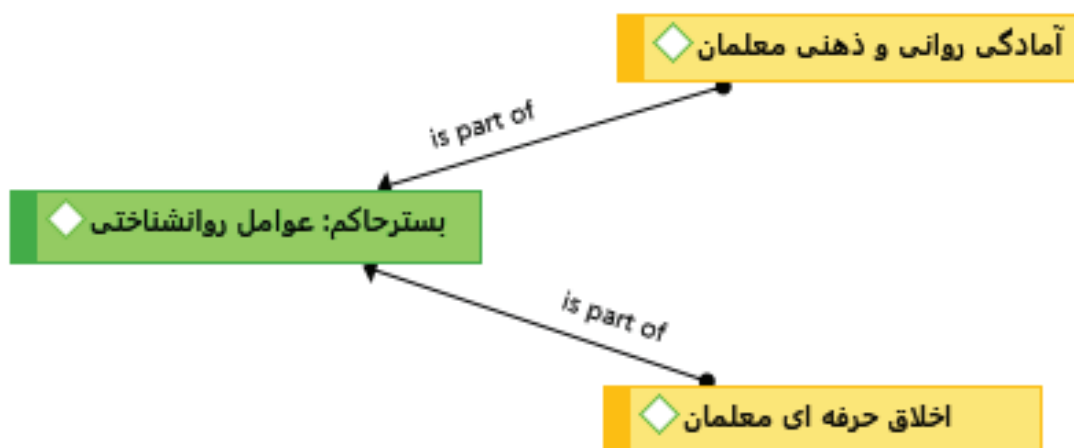 آمادگی روانی و ذهنی معلمان
is part of
بسترحاکم: عوامل روانشناختی
is part of
اخلاق حرفه ای معلمان